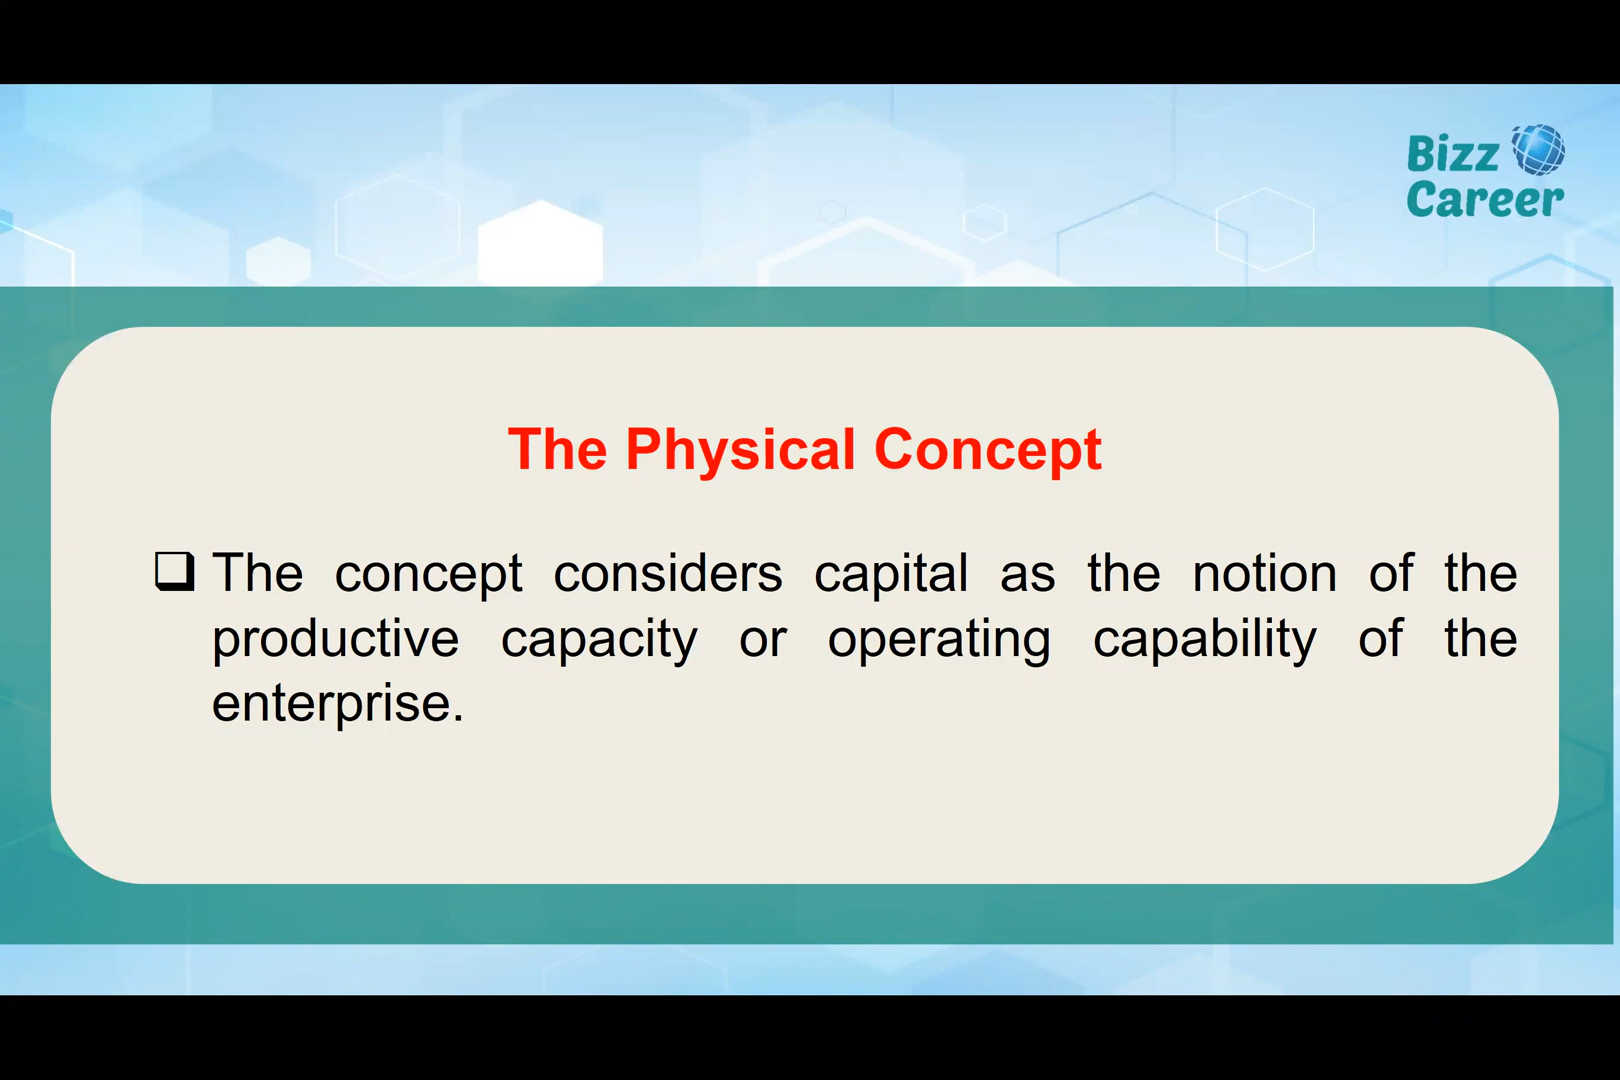 Bizz
Career
The Physical Concept
❑ The concept considers capital as the notion of the
productive capacity or operating capability of the
enterprise.